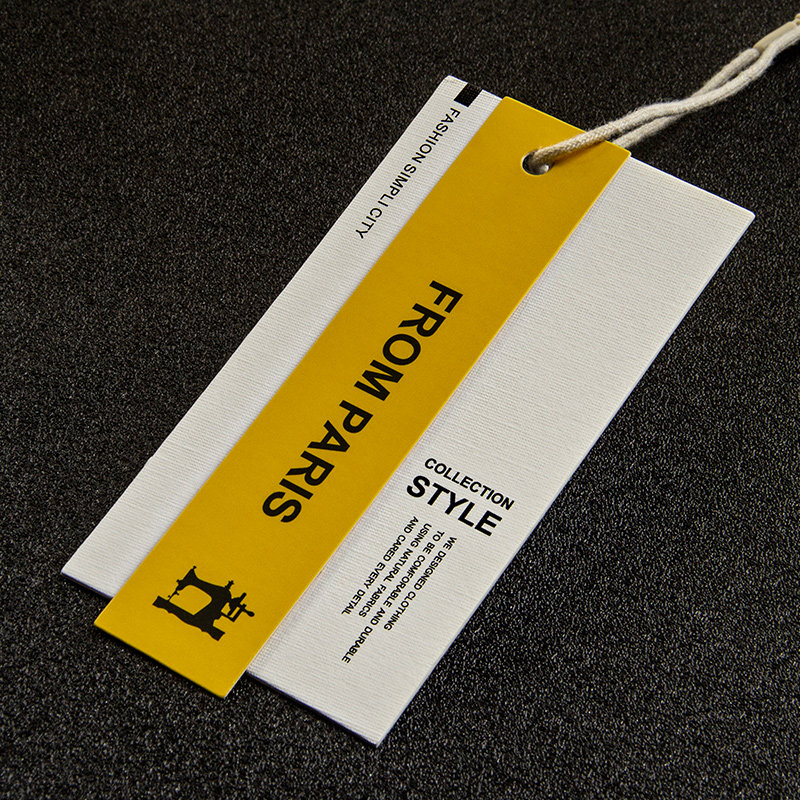 FASHION SIMPLI CITY
FROM PARIS
COLLECTION
STYLE
WE DESIGNED CLOTHING
TO BE COMFORABLE AND DURABLE
USING NATURAL FABRICS
AND CARED EVERY DETAIL